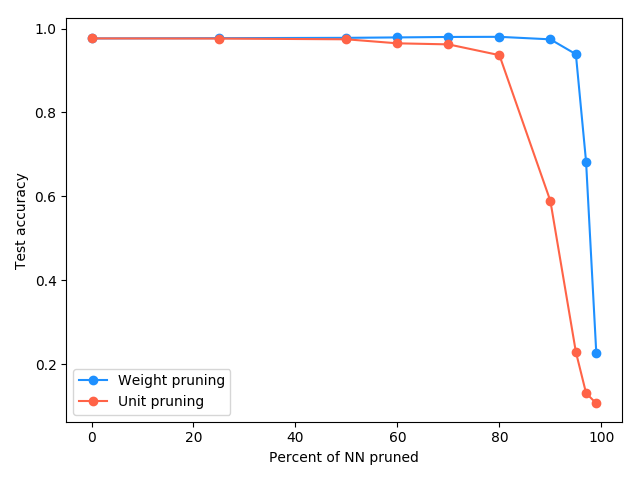 1.0
0.8
0.6
0.4
0.2
Test accuracy
Weight pruning
Unit pruning
0 20 40 60 80 100
Percent of NN pruned